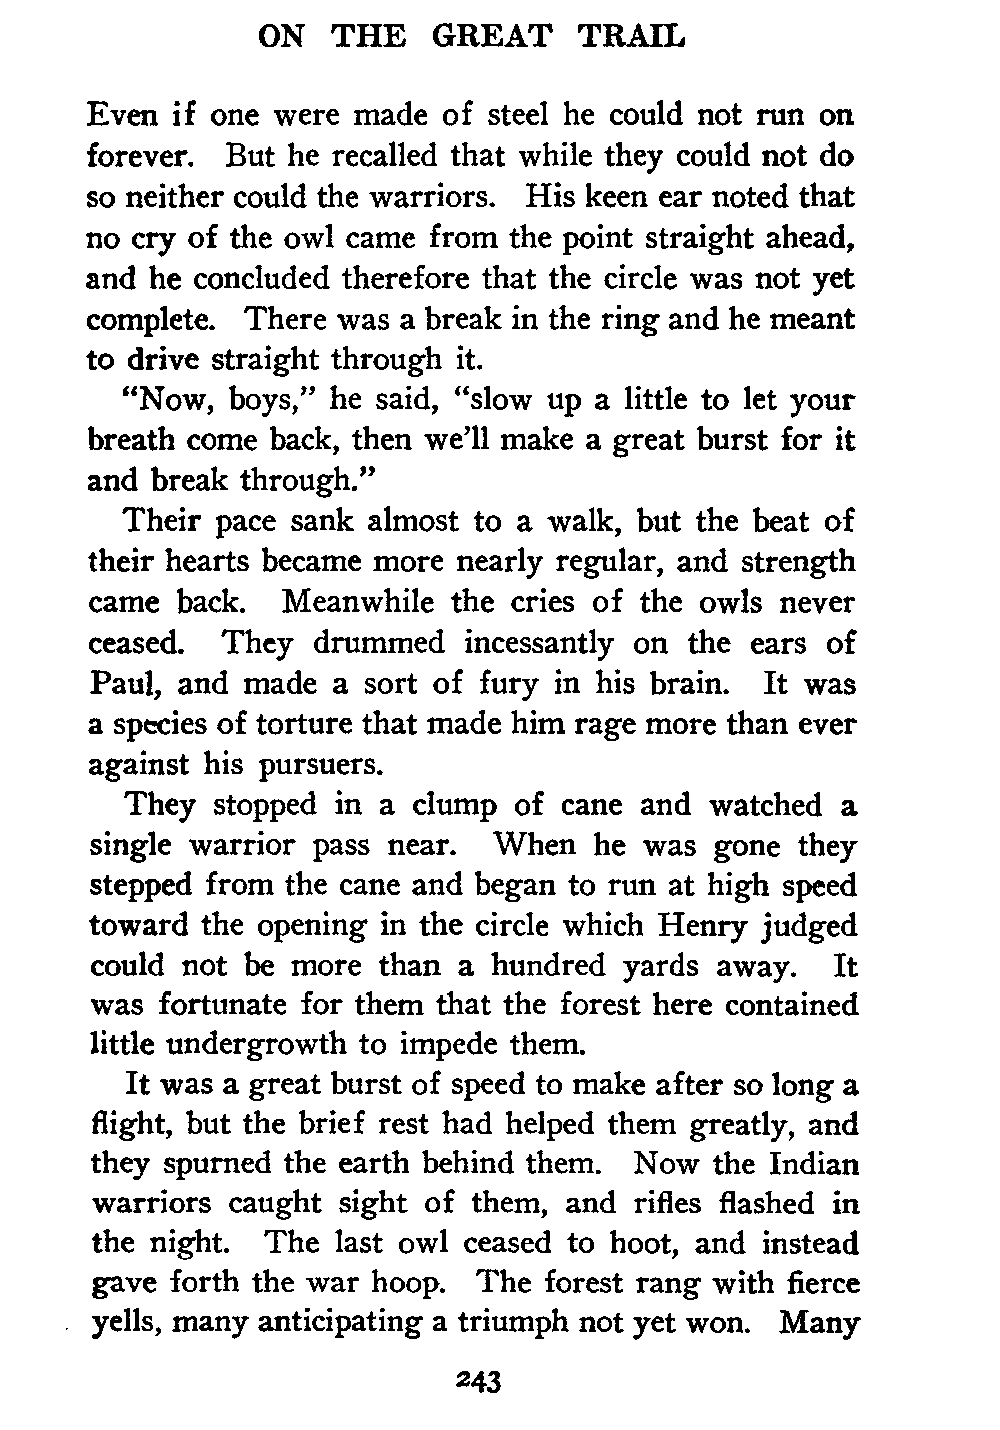 ON THE GREAT TRAIL
Even if one were made of steel he could not run on
forever. But he recalled that while they could not do
so neither could the warriors. His keen ear noted that
no cry of the owl came from the point straight ahead,
and he concluded therefore that the circle was not yet
complete. There was a break in the ring and he meant
to drive straight through it.
“Now, boys,” he said, “slow up a little to let your
breath come back, then we’ll make a great burst for it
and break through.”
Their pace sank almost to a walk, but the beat of
their hearts became more nearly regular, and strength
came back. Meanwhile the cries of the owls never
ceased. They drummed incessantly on the ears of
Paul, and made a sort of fury in his brain. It was
a species of torture that made him rage more than ever
against his pursuers.
They stopped in a clump of cane and watched a
single warrior pass near. When he was gone they
stepped from the cane and began to run at high speed
toward the opening in the circle which Henry judged
could not be more than a hundred yards away. It
was fortunate for them that the forest here contained
little undergrowth to impede them.
It was a great burst of speed to make after so long a
flight, but the brief rest had helped them greatly, and
they spurned the earth behind them. Now the Indian
warriors caught sight of them, and rifles flashed in
the night. The last owl ceased to hoot, and instead
gave forth the war hoop. The forest rang with fierce
yells, many anticipating a triumph not yet won. Many
243